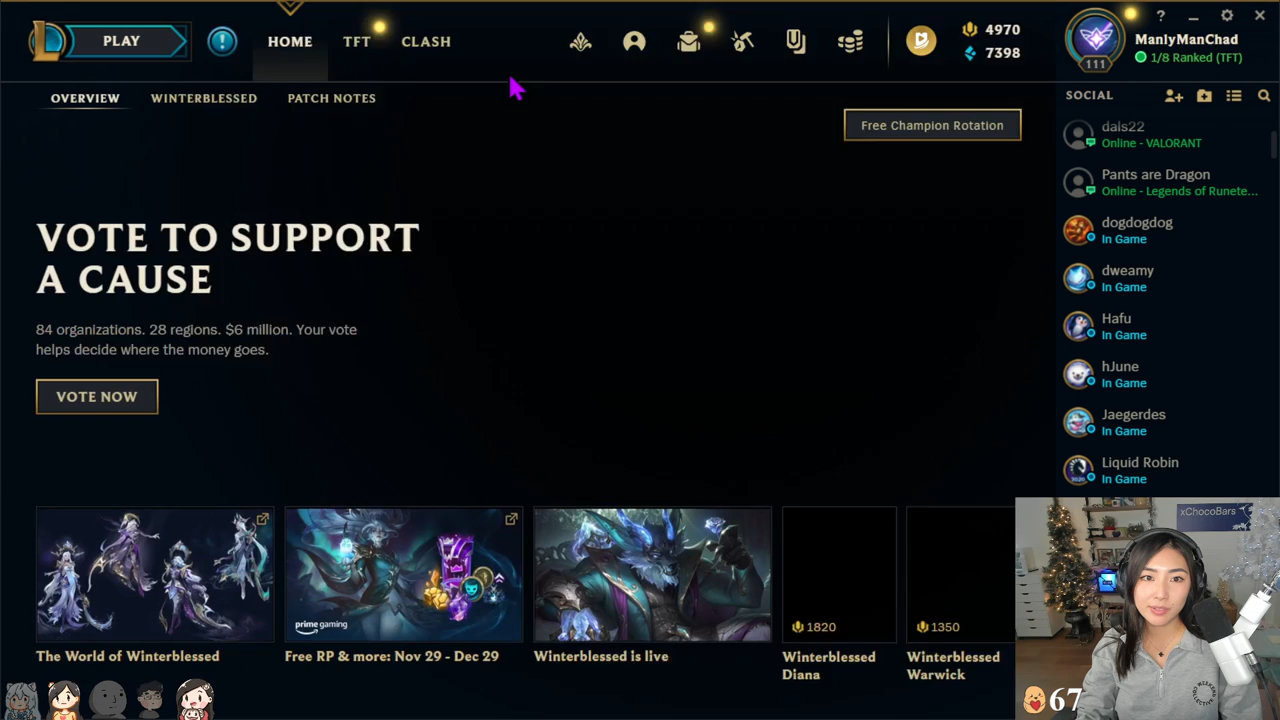 PLAY
HOME
TFT
CLASH
4970
7398
111
?
ManlyManChad
1/8 Ranked (TFT)
OVERVIEW
WINTERBLESSED
PATCH NOTES
Free Champion Rotation
SOCIAL
dais22
Online - VALORANT
Pants are Dragon
Online - Legends of Runete...
dogdogdog
In Game
dweamy
In Game
Hafu
In Game
hJune
In Game
Jaegerdes
In Game
Liquid Robin
In Game
VOTE TO SUPPORT
A CAUSE
84 organizations. 28 regions. $6 million. Your vote
helps decide where the money goes.
VOTE NOW
prime gaming
1820
1350
The World of Winterblessed
Free RP & more: Nov 29 - Dec 29
Winterblessed is live
Winterblessed
Diana
Winterblessed
Warwick
xChocoBars
67